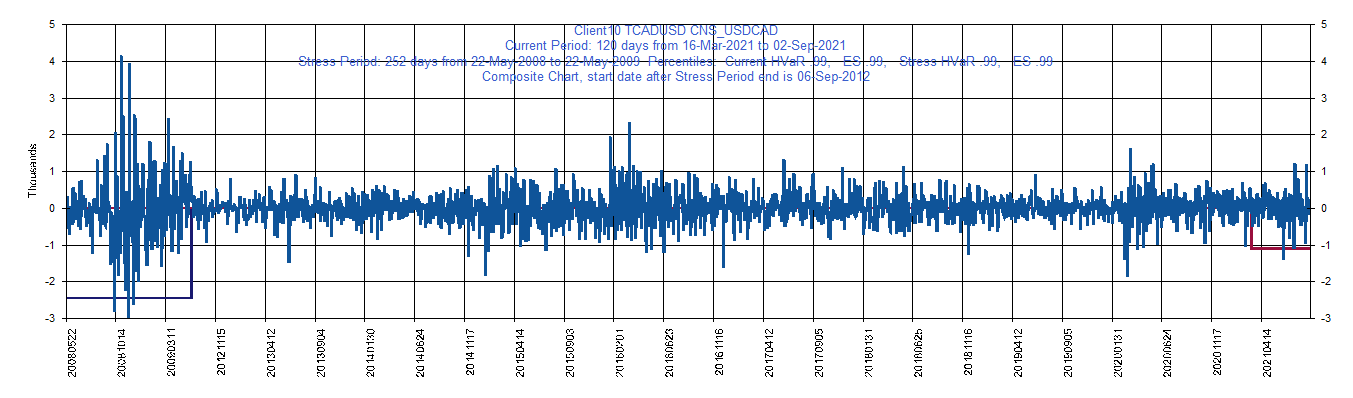 Client10 TCADUSD CNS_USDCAD
Current Period: 120 days from 16-Mar-2021 to 02-Sep-2021
Stress Period: 252 days from 22-May-2008 to 22-May-2009 Percentiles: Current HVaR .99, ES .99, Stress HVaR .99, ES .99
Composite Chart, start date after Stress Period end is 06-Sep-2012
5 5
4 4
3 3
2 2
1 1
0 0
-1 -1
-2 -2
-3 -3
Thousands
20080522 20081014 20090311 20121115 20130412 20130904 20140130 20140624 20141117 20150414 20150903 20160201 20160623 20161116 20170412 20170905 20180131 20180625 20181116 20190412 20190905 20200131 20200624 20201117 20210414